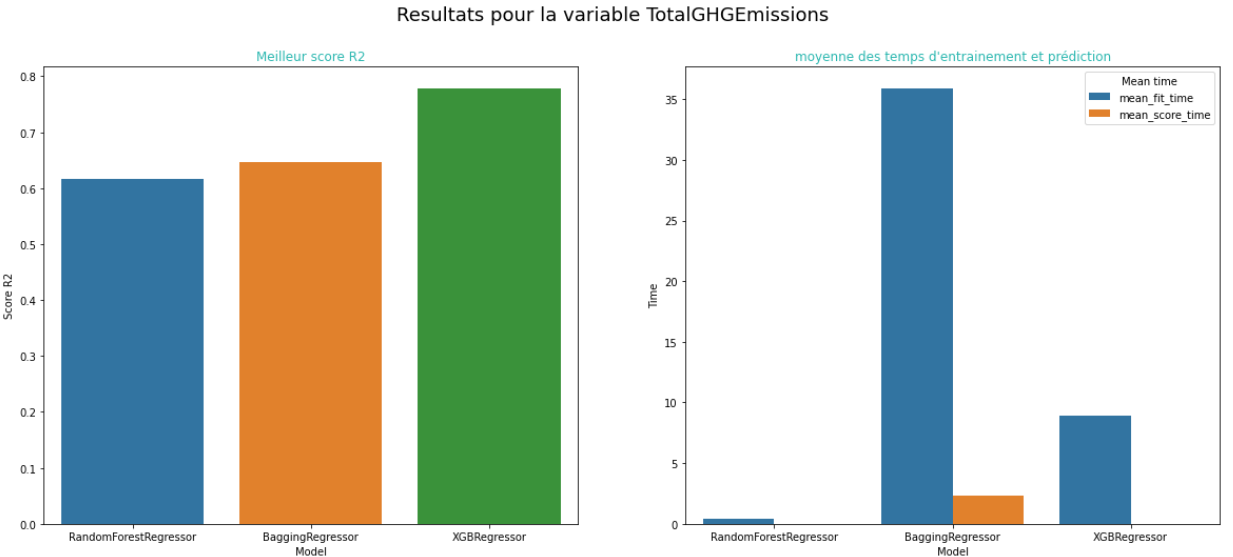 Resultats pour la variable TotalGHGEmissions
Meilleur score R2
Score R2
0.8
0.7
0.6
0.5
0.4
0.3
0.2
0.1
0.0
RandomForestRegressor
BaggingRegressor
XGBRegressor
Model
moyenne des temps d'entrainement et prédiction
Mean time
mean_fit_time
mean_score_time
Time
35
30
25
20
15
10
5
0
RandomForestRegressor
BaggingRegressor
XGBRegressor
Model